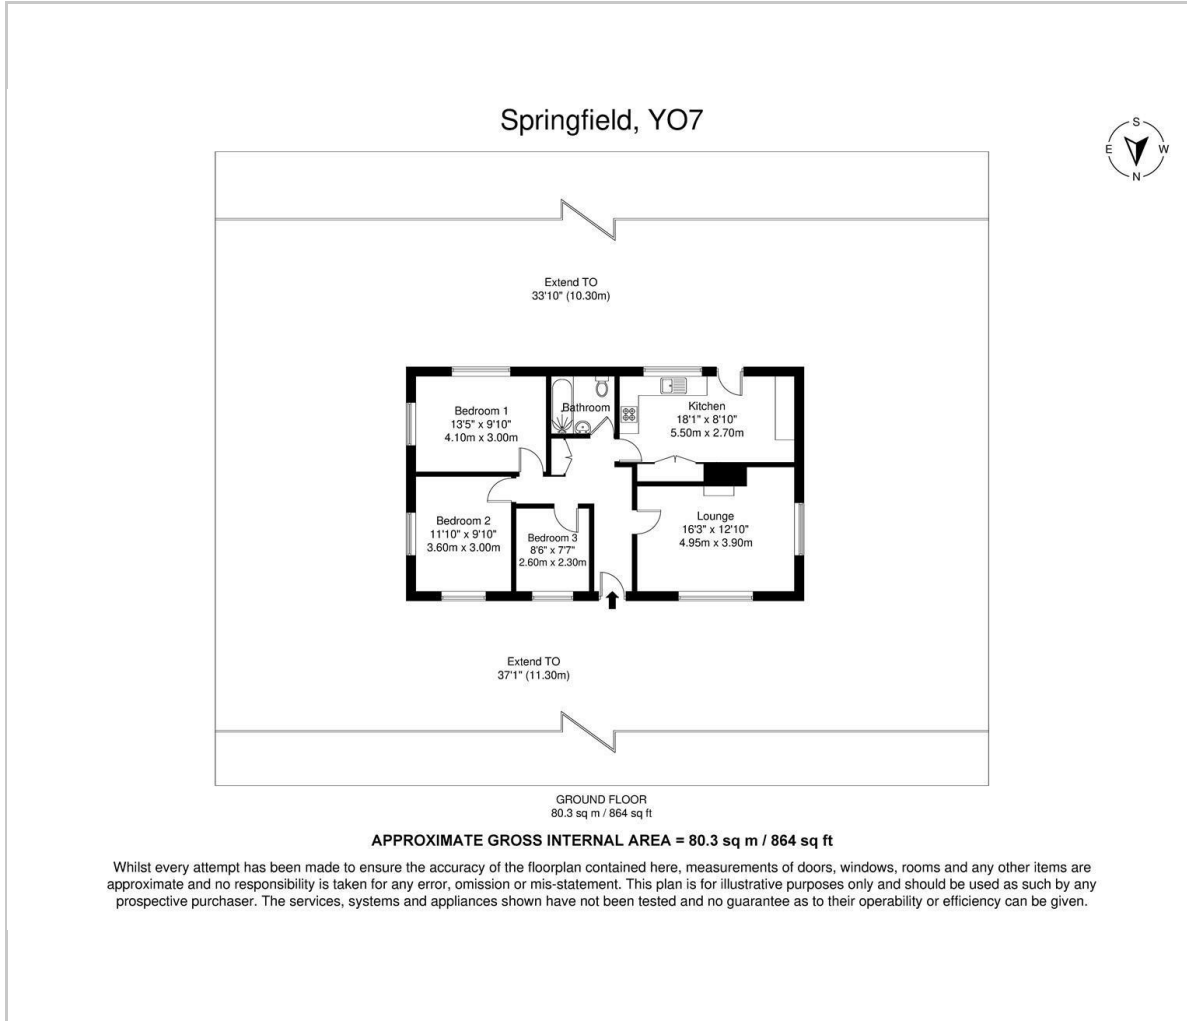 Springfield, YO7
S
E W
N
Extend TO
33'10" (10.30m)
Bedroom 1
13'5" x 9'10"
4.10m x 3.00m
Bathroom
Kitchen
18'1" x 8'10"
5.50m x 2.70m
Bedroom 2
11'10" x 9'10"
3.60m x 3.00m
Bedroom 3
8'6" x 7'7"
2.60m x 2.30m
Lounge
16'3" x 12'10"
4.95m x 3.90m
Extend TO
37'1" (11.30m)
GROUND FLOOR
80.3 sq m / 864 sq ft
APPROXIMATE GROSS INTERNAL AREA = 80.3 sq m / 864 sq ft
Whilst every attempt has been made to ensure the accuracy of the floorplan contained here, measurements of doors, windows, rooms and any other items are
approximate and no responsibility is taken for any error, omission or mis-statement. This plan is for illustrative purposes only and should be used as such by any
prospective purchaser. The services, systems and appliances shown have not been tested and no guarantee as to their operability or efficiency can be given.